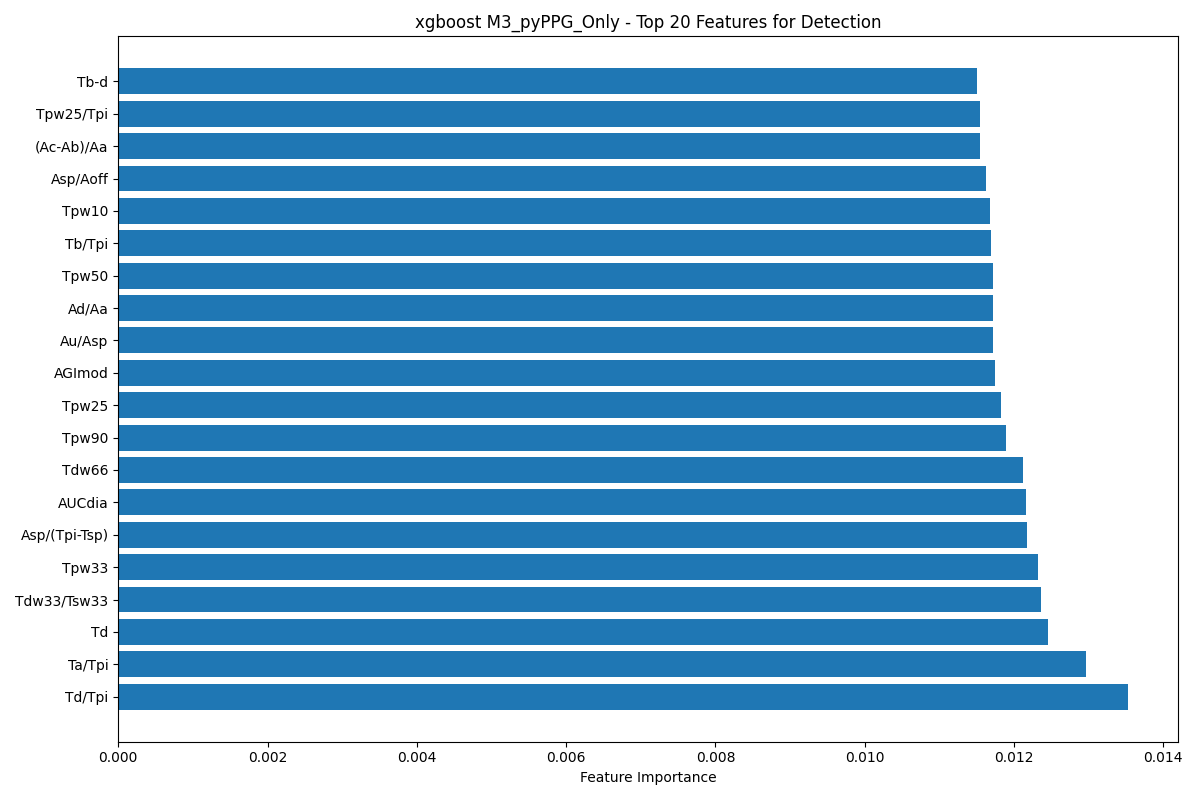 xgboost M3_pyPPG_Only - Top 20 Features for Detection
Tb-d
Tpw25/Tpi
(Ac-Ab)/Aa
Asp/Aoff
Tpw10
Tb/Tpi
Tpw50
Ad/Aa
Au/Asp
AGImod
Tpw25
Tpw90
Tdw66
AUCdia
Asp/(Tpi-Tsp)
Tpw33
Tdw33/Tsw33
Td
Ta/Tpi
Td/Tpi
0.000 0.002 0.004 0.006 0.008 0.010 0.012 0.014
Feature Importance